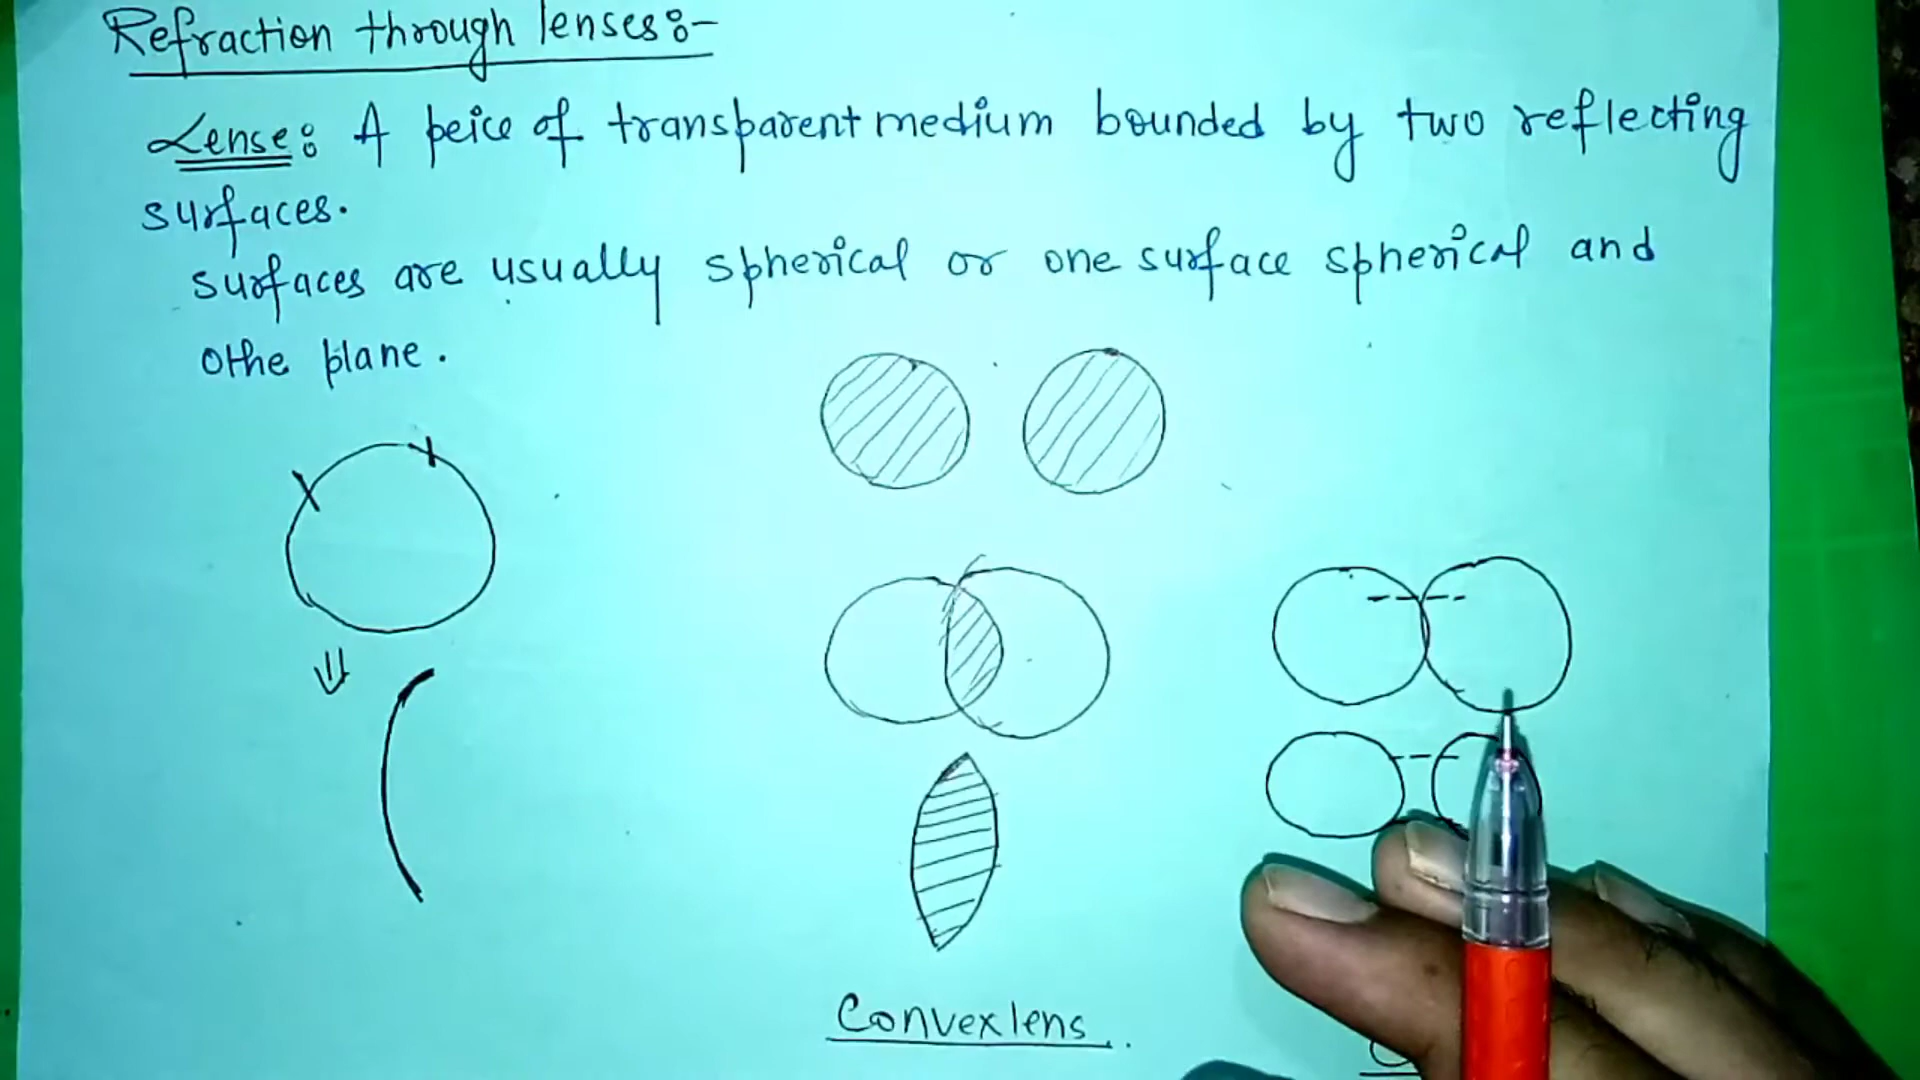 Refraction through lenses:-
Lense: A peice of transparent medium bounded by two reflecting
surfaces.
surfaces are usually spherical or one surface spherical and
othe plane.
Convexlens